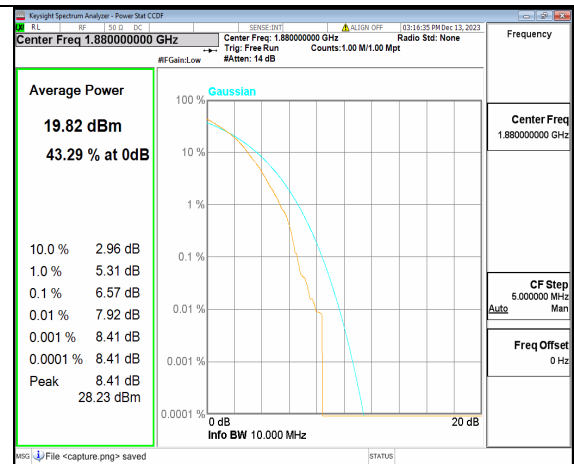 Keysight Spectrum Analyzer - Power Stat CCDF
RL RF 50 Ω DC SENSE:INT ALIGN OFF 03:16:35 PM Dec 13, 2023
Center Freq 1.880000000 GHz
Center Freq: 1.880000000 GHz Radio Std: None
Trig: Free Run Counts:1.00 M/1.00 Mpt
#IFGain:Low #Atten: 14 dB
Frequency
Center Freq
1.880000000 GHz
CF Step
5.000000 MHz
Auto Man
Freq Offset
0 Hz
Average Power
19.82 dBm
43.29 % at 0dB
10.0 % 2.96 dB
1.0 % 5.31 dB
0.1 % 6.57 dB
0.01 % 7.92 dB
0.001 % 8.41 dB
0.0001 % 8.41 dB
Peak 8.41 dB
28.23 dBm
Gaussian
100 %
10 %
1 %
0.1 %
0.01 %
0.001 %
0.0001 %
0 dB 20 dB
Info BW 10.000 MHz
MSG File <capture.png> saved STATUS